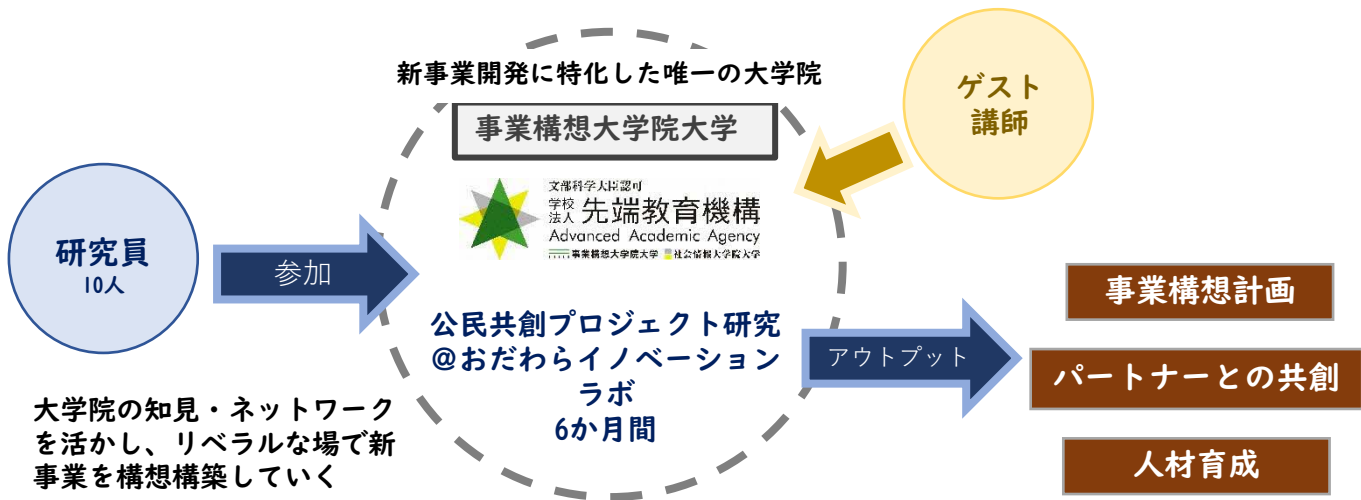 新事業開発に特化した唯一の大学院
事業構想大学院大学
文部科学大臣認可
学校法人 先端教育機構
Advanced Academic Agency
事業構想大学院大学 社会情報大学院大学
ゲスト
講師
研究員
10人
参加
公民共創プロジェクト研究
@おだわらイノベーション
ラボ
6か月間
アウトプット
事業構想計画
パートナーとの共創
人材育成
大学院の知見・ネットワーク
を活かし、リベラルな場で新
事業を構想構築していく